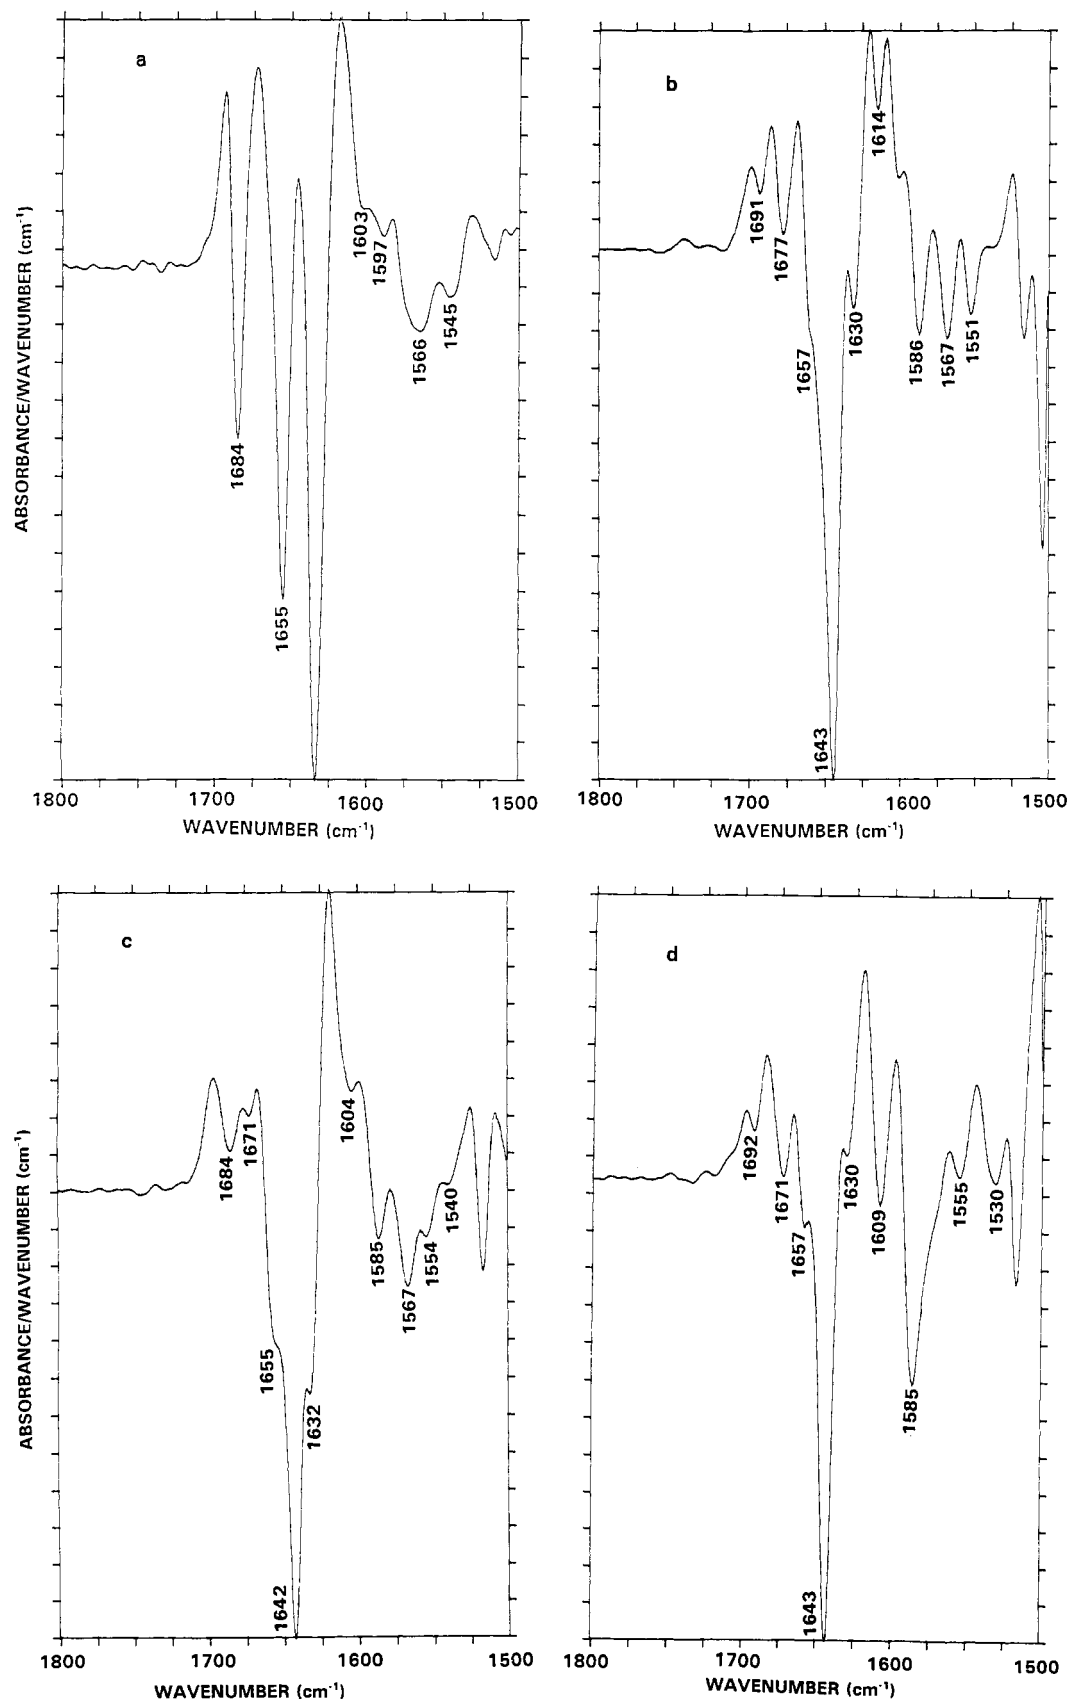 a
1684
1655
1603
1597
1566
1545
ABSORBANCE/WAVENUMBER (cm-1)
1800 1700 1600 1500
WAVENUMBER (cm-1)
b
1691
1677
1657
1643
1630
1614
1586
1567
1551
1800 1700 1600 1500
WAVENUMBER (cm-1)
c
1684
1671
1655
1642
1632
1604
1585
1567
1554
1540
ABSORBANCE/WAVENUMBER (cm-1)
1800 1700 1600 1500
WAVENUMBER (cm-1)
d
1692
1671
1657
1643
1630
1609
1585
1555
1530
1800 1700 1600 1500
WAVENUMBER (cm-1)